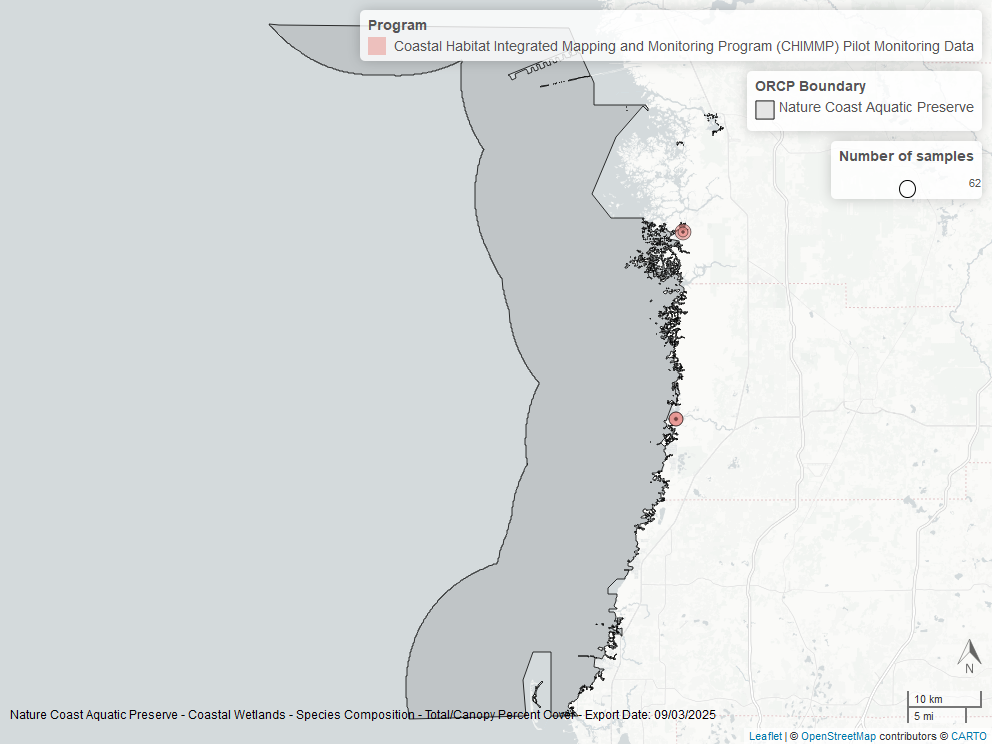 Program
Coastal Habitat Integrated Mapping and Monitoring Program (CHIMMP) Pilot Monitoring Data
ORCP Boundary
Nature Coast Aquatic Preserve
Number of samples
62
N
10 km
5 mi
Nature Coast Aquatic Preserve - Coastal Wetlands - Species Composition - Total/Canopy Percent Cover - Export Date: 09/03/2025
Leaflet | © OpenStreetMap contributors © CARTO